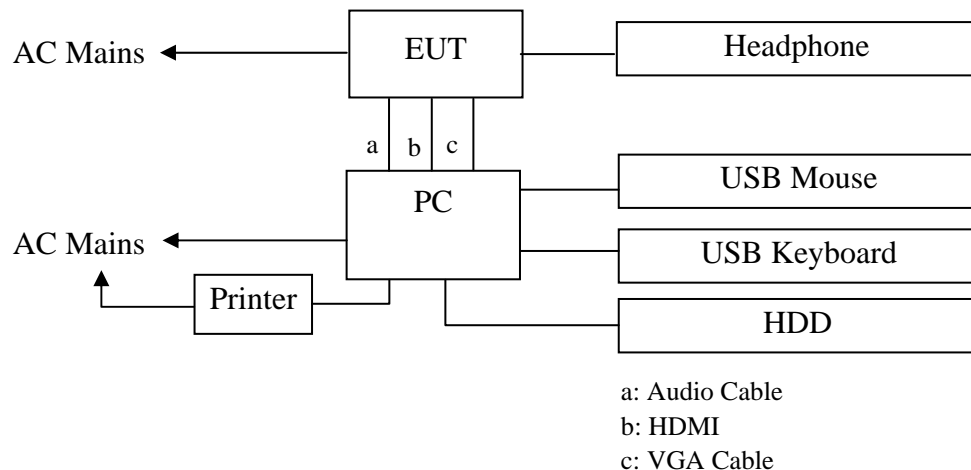 AC Mains
EUT
Headphone
a
b
c
PC
USB Mouse
AC Mains
USB Keyboard
Printer
HDD
a: Audio Cable
b: HDMI
c: VGA Cable